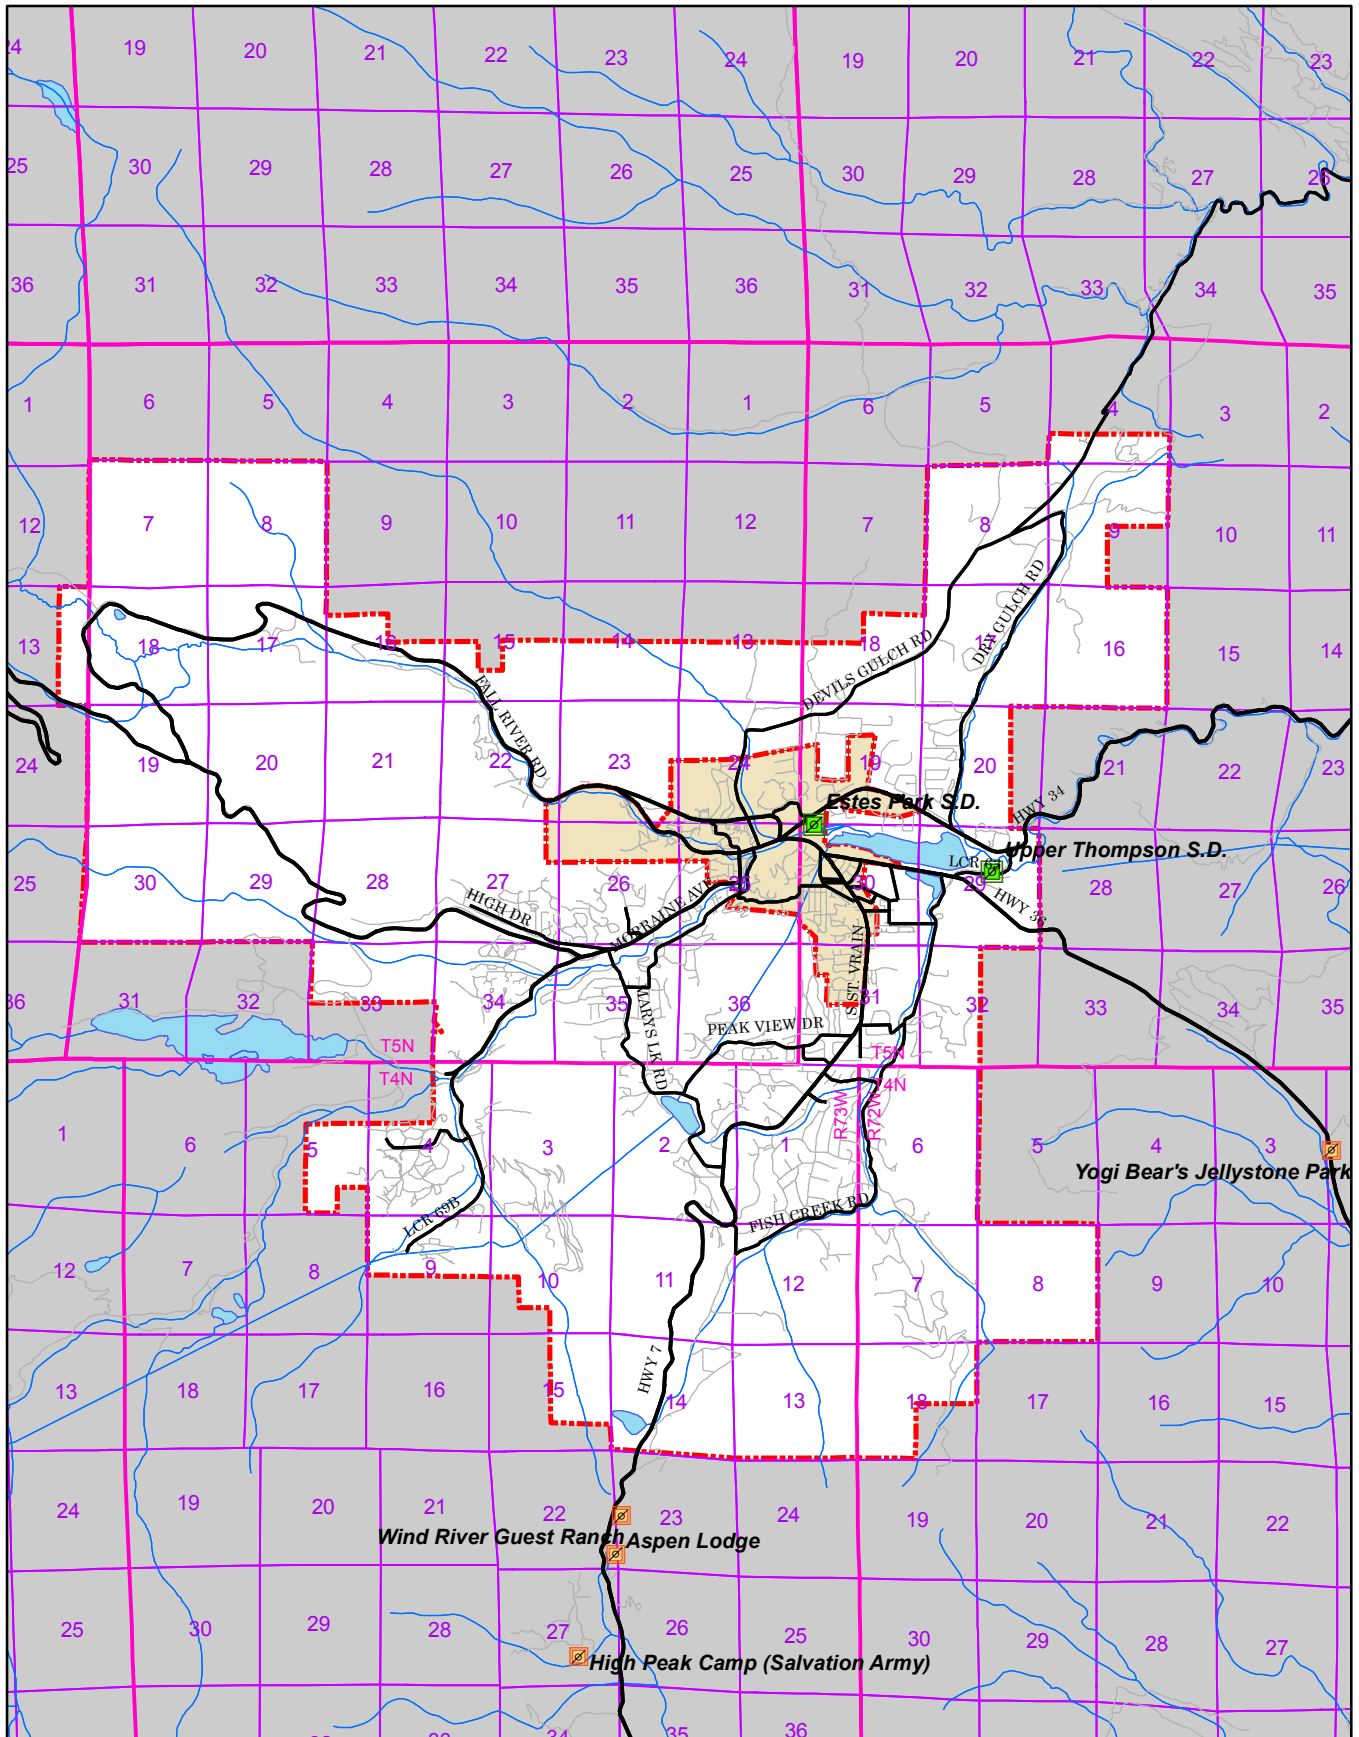 24 19 20 21 22 23 24 19 20 21 22 23
25 30 29 28 27 26 25 30 29 28 27 26
36 31 32 33 34 35 36 31 32 33 34 35
1 6 5 4 3 2 1 6 5 4 3 2
12 7 8 9 10 11 12 7 8 9 10 11
13 18 17 16 15 14 13 18 17 16 15 14
DEVILS GULCH RD
DRY GULCH RD
FALL RIVER RD
24 19 20 21 22 23 24 19 20 21 22 23
HWY 34
Estes Park S.D.
Upper Thompson S.D.
LCR
25 30 29 28 27 26 25 30 29 28 27 26
HIGH DR
MORRAINE AVE
HWY 36
S ST. VRAIN
36 31 32 33 34 35 36 31 32 33 34 35
MARYS LK RD
PEAK VIEW DR
T5N
T4N
T5N
T4N
R73W
R72W
1 6 5 4 3 2 1 6 5 4 3
Yogi Bear's Jellystone Park
LCR 69B
FISH CREEK RD
12 7 8 9 10 11 12 7 8 9 10
HWY 7
13 18 17 16 15 14 13 18 17 16 15
24 19 20 21 22 23 24 19 20 21 22
Wind River Guest Ranch
Aspen Lodge
25 30 29 28 27 26 25 30 29 28 27
High Peak Camp (Salvation Army)
34 35 36